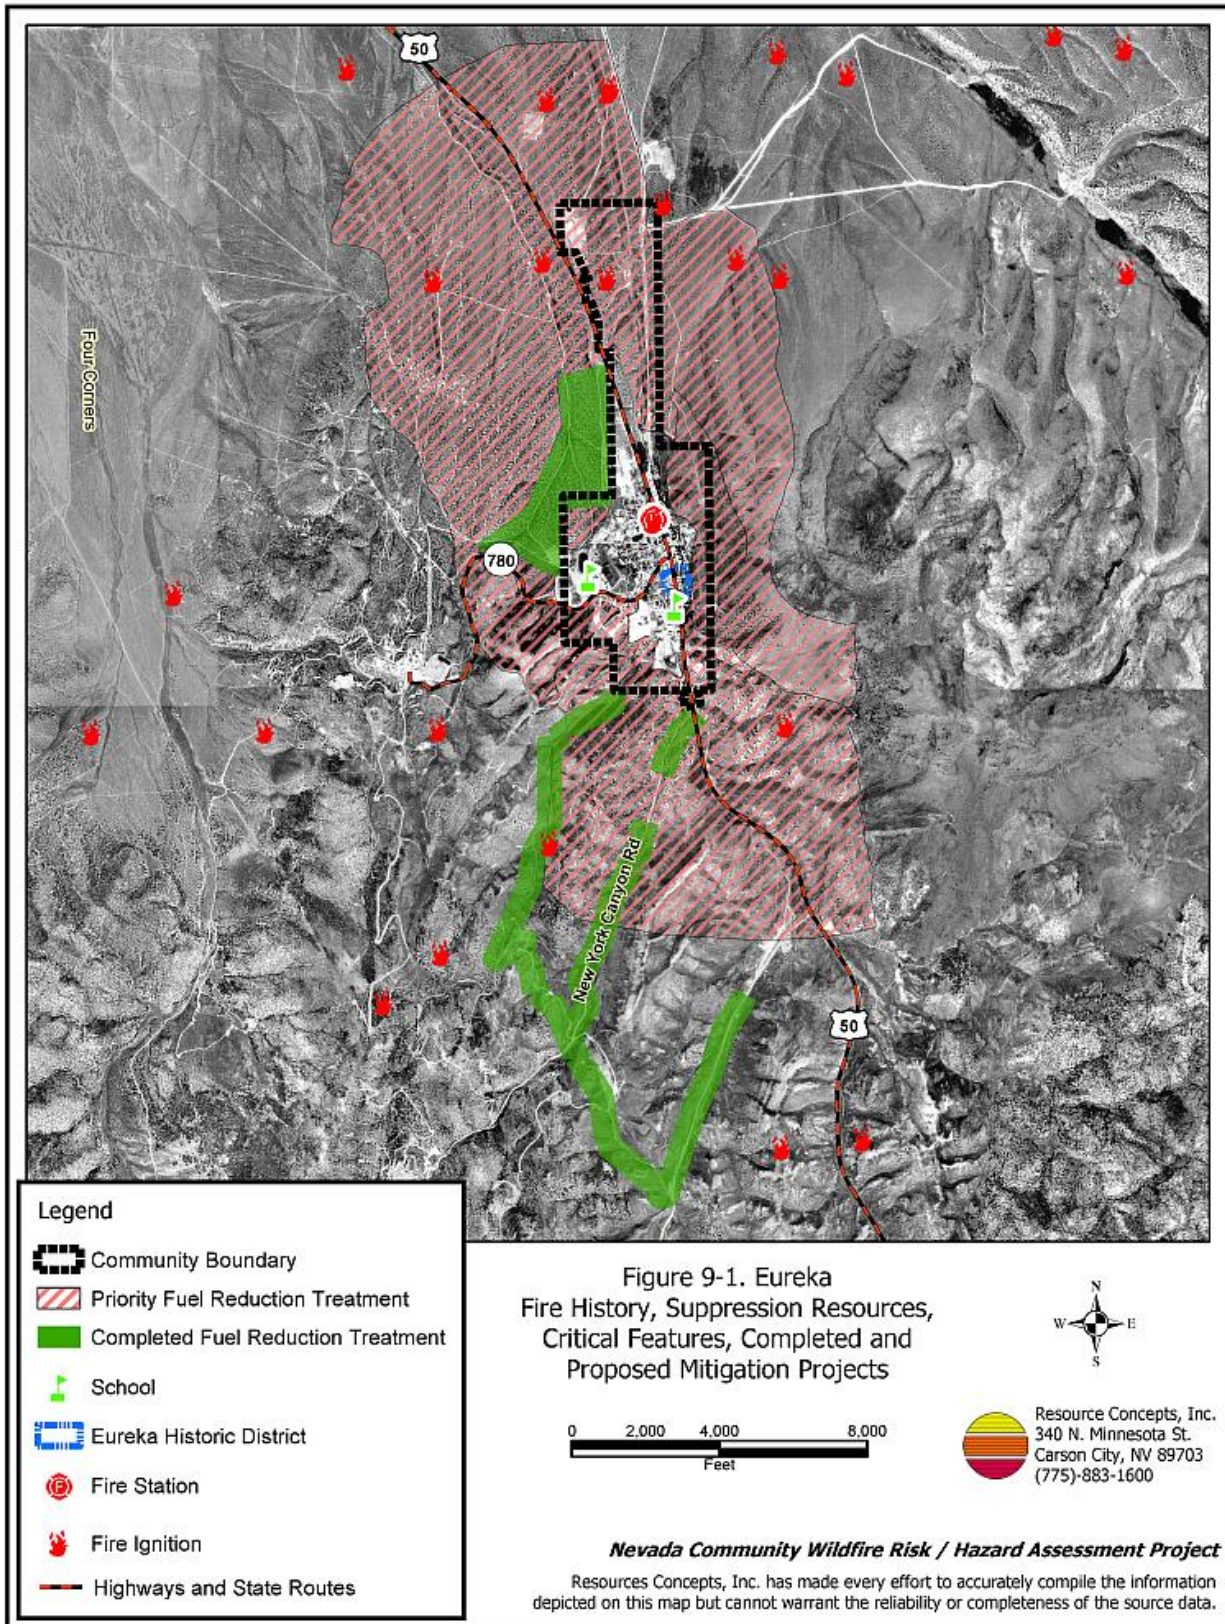 50
Four Corners
780
New York Canyon Rd
50
Legend
Community Boundary
Priority Fuel Reduction Treatment
Completed Fuel Reduction Treatment
School
Eureka Historic District
F
Fire Station
Fire Ignition
Highways and State Routes
Figure 9-1. Eureka
Fire History, Suppression Resources,
Critical Features, Completed and
Proposed Mitigation Projects
0 2,000 4,000 8,000
Feet
N
W E
S
Resource Concepts, Inc.
340 N. Minnesota St.
Carson City, NV 89703
(775)-883-1600
Nevada Community Wildfire Risk / Hazard Assessment Project
Resources Concepts, Inc. has made every effort to accurately compile the information
depicted on this map but cannot warrant the reliability or completeness of the source data.